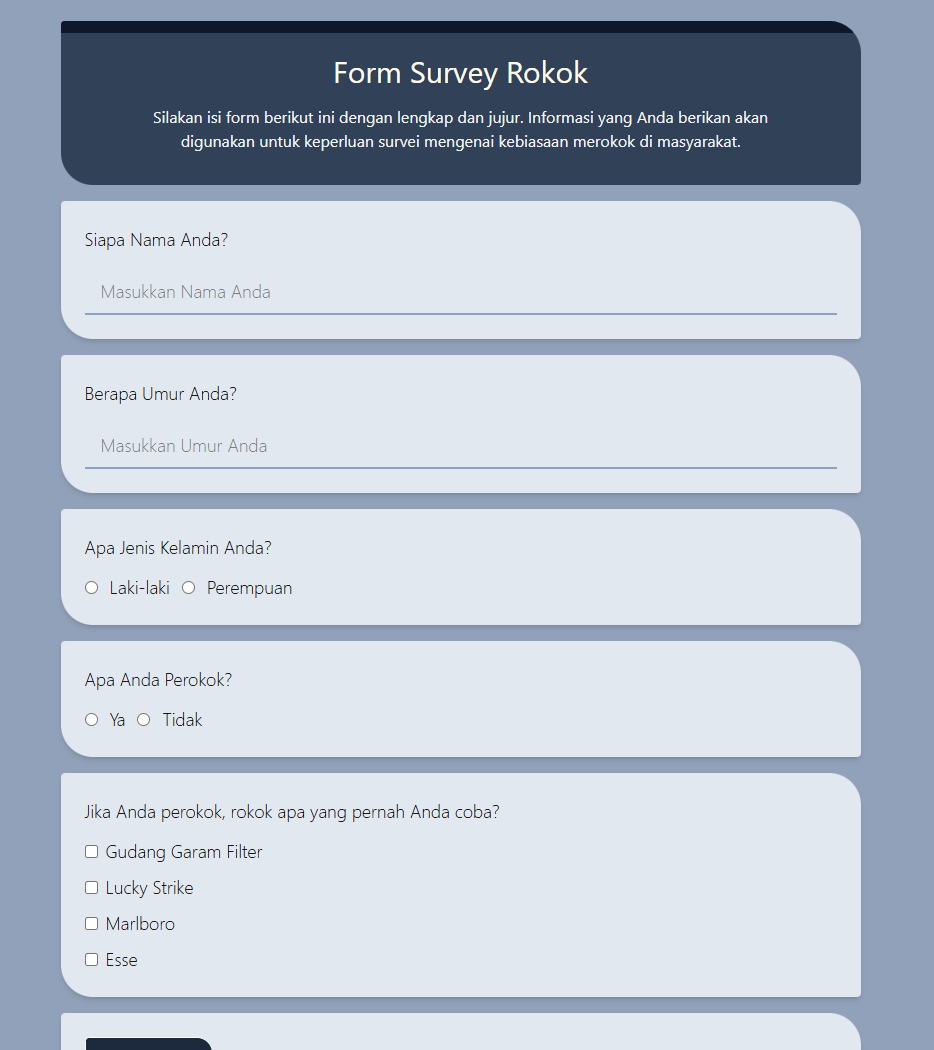 Form Survey Rokok
Silakan isi form berikut ini dengan lengkap dan jujur. Informasi yang Anda berikan akan
digunakan untuk keperluan survei mengenai kebiasaan merokok di masyarakat.
Siapa Nama Anda?
Masukkan Nama Anda
Berapa Umur Anda?
Masukkan Umur Anda
Apa Jenis Kelamin Anda?
Laki-laki Perempuan
Apa Anda Perokok?
Ya Tidak
Jika Anda perokok, rokok apa yang pernah Anda coba?
Gudang Garam Filter
Lucky Strike
Marlboro
Esse